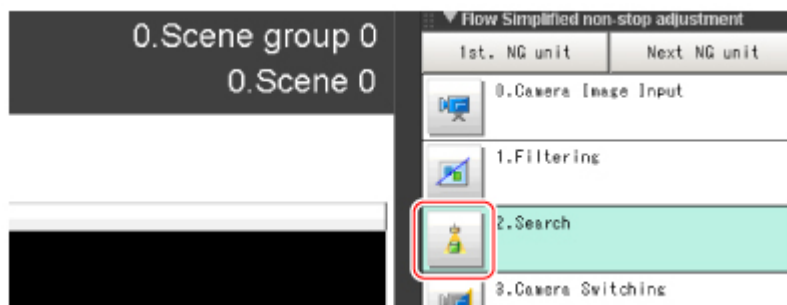 0.Scene group 0
0.Scene 0
▼Flow Simplified non-stop adjustment
1st. NG unit
Next NG unit
0.Camera Image Input
1.Filtering
2.Search
3.Camera Switching